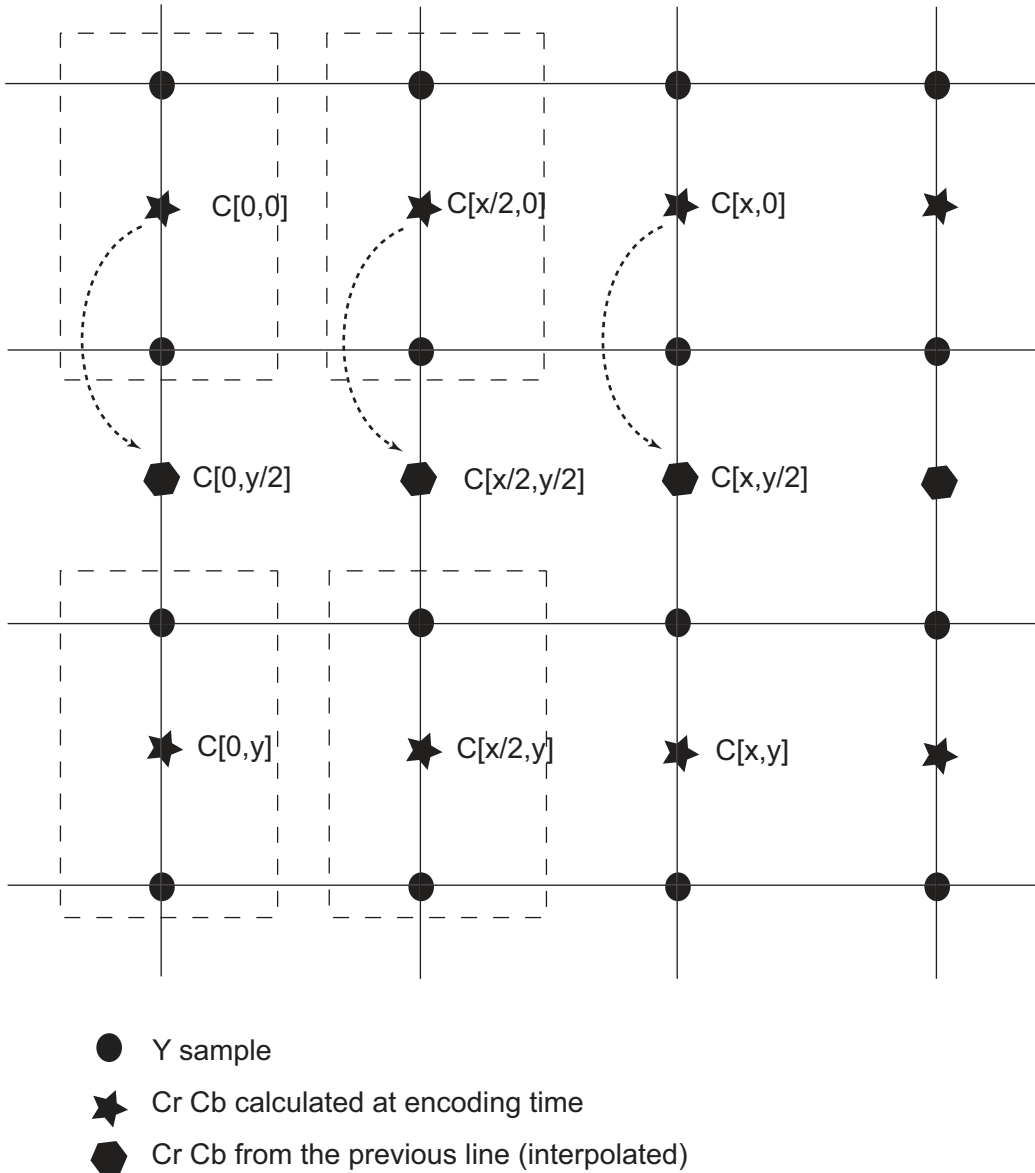 C[0,0]
C[x/2,0]
C[x,0]
C[0,y/2]
C[x/2,y/2]
C[x,y/2]
C[0,y]
C[x/2,y]
C[x,y]
Y sample
Cr Cb calculated at encoding time
Cr Cb from the previous line (interpolated)